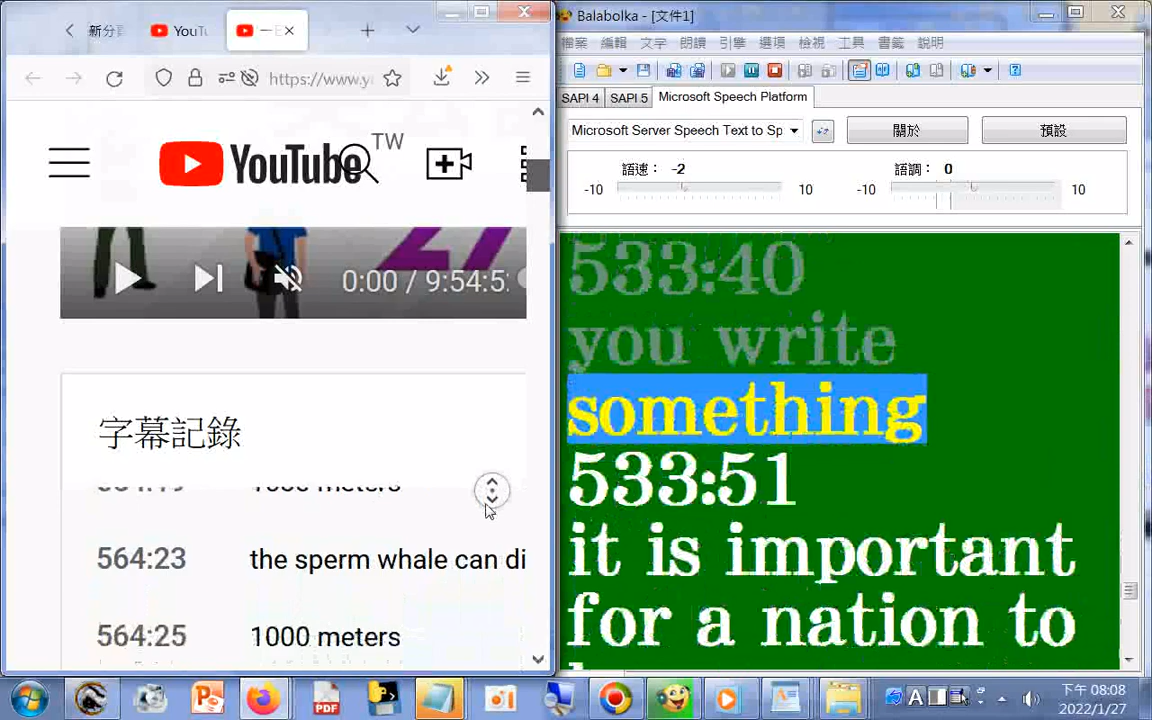 新分
YouTu
一 E
https://www.y
YouTube
TW
0:00 / 9:54:5
字幕記錄
1000 meters
564:23
the sperm whale can di
564:25
1000 meters
Balabolka - [文件1]
檔案 編輯 文字 朗讀 引擎 選項 檢視 工具 書籤 說明
SAPI 4
SAPI 5
Microsoft Speech Platform
Microsoft Server Speech Text to Sp
關於
預設
語速： -2
-10
10
語調： 0
-10
10
533:40
you write
something
533:51
it is important
for a nation to
PDF
A
下午 08:08
2022/1/27